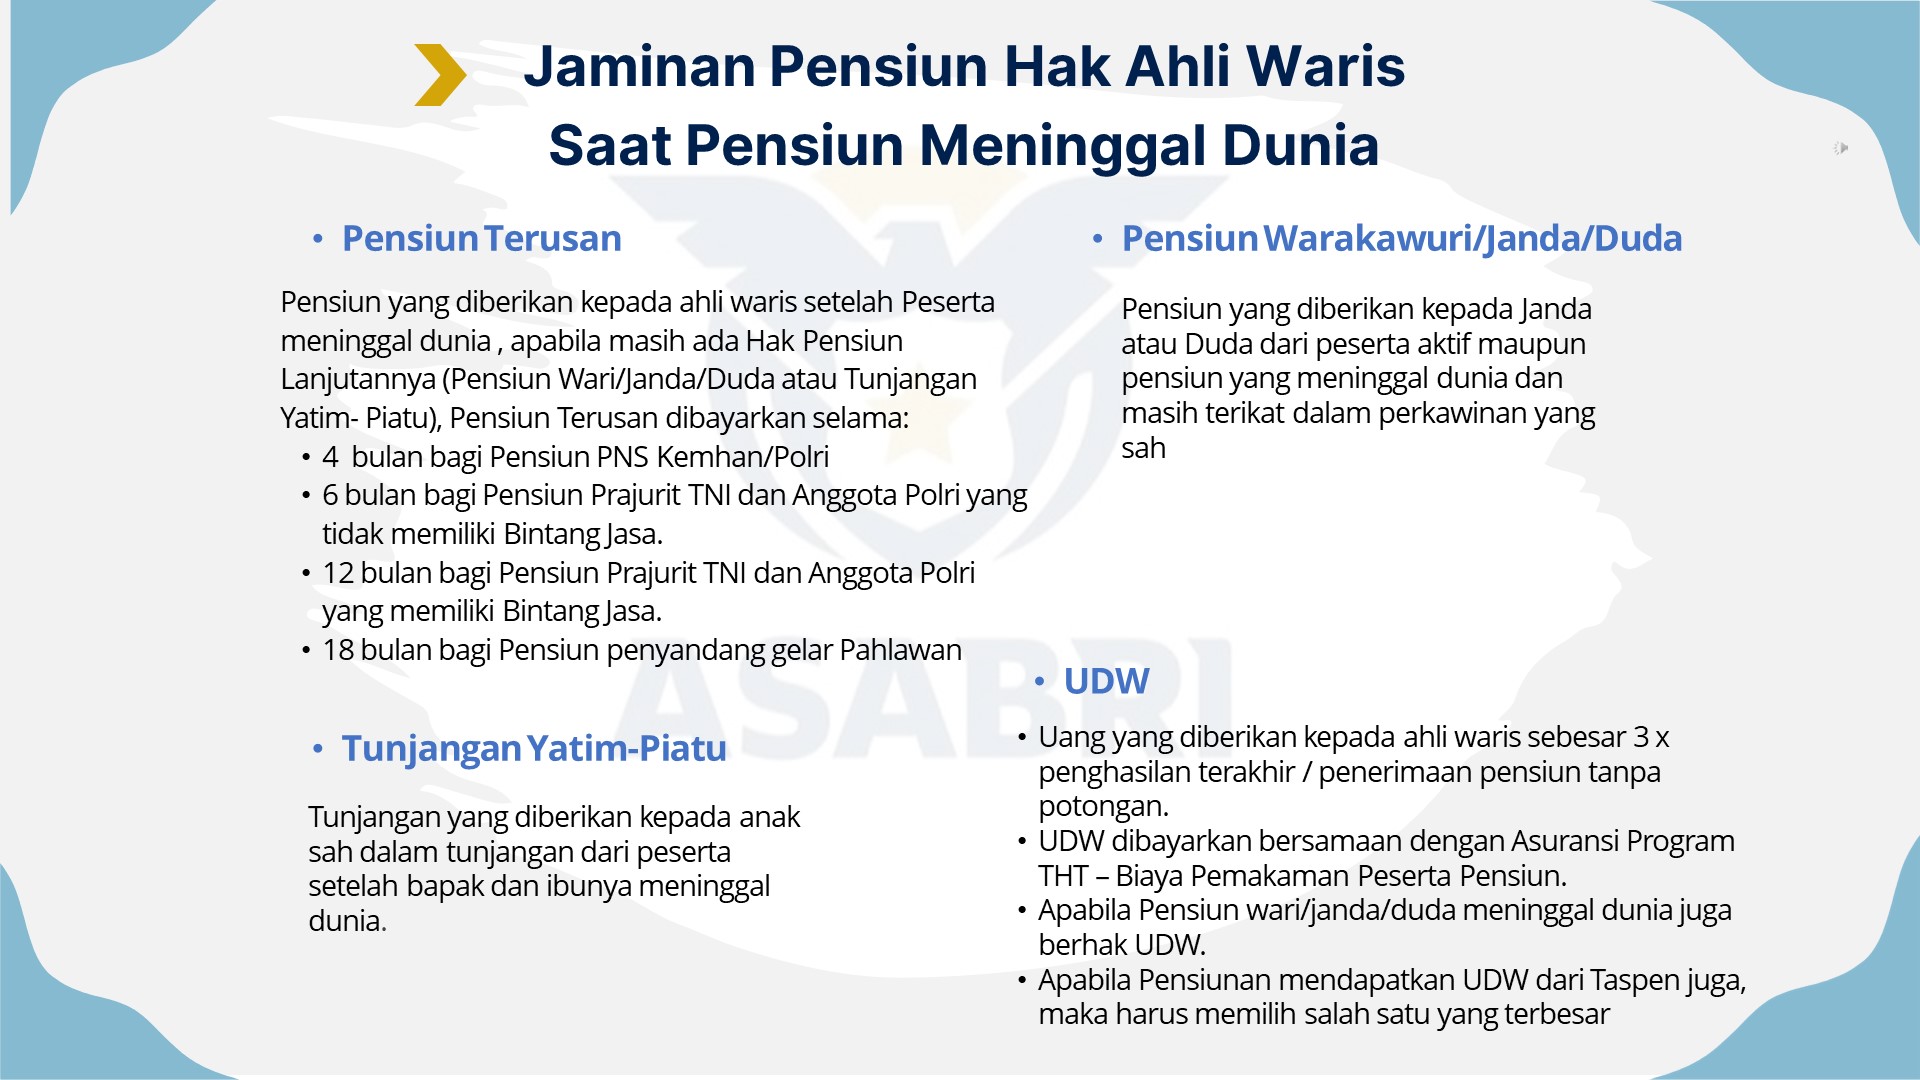 Jaminan Pensiun Hak Ahli Waris
Saat Pensiun Meninggal Dunia
• Pensiun Terusan
Pensiun yang diberikan kepada ahli waris setelah Peserta
meninggal dunia , apabila masih ada Hak Pensiun
Lanjutannya (Pensiun Wari/Janda/Duda atau Tunjangan
Yatim- Piatu), Pensiun Terusan dibayarkan selama:
• 4 bulan bagi Pensiun PNS Kemhan/Polri
• 6 bulan bagi Pensiun Prajurit TNI dan Anggota Polri yang
tidak memiliki Bintang Jasa.
• 12 bulan bagi Pensiun Prajurit TNI dan Anggota Polri
yang memiliki Bintang Jasa.
• 18 bulan bagi Pensiun penyandang gelar Pahlawan
• Tunjangan Yatim-Piatu
Tunjangan yang diberikan kepada anak
sah dalam tunjangan dari peserta
setelah bapak dan ibunya meninggal
dunia.
• Pensiun Warakawuri/Janda/Duda
Pensiun yang diberikan kepada Janda
atau Duda dari peserta aktif maupun
pensiun yang meninggal dunia dan
masih terikat dalam perkawinan yang
sah
• UDW
• Uang yang diberikan kepada ahli waris sebesar 3 x
penghasilan terakhir / penerimaan pensiun tanpa
potongan.
• UDW dibayarkan bersamaan dengan Asuransi Program
THT – Biaya Pemakaman Peserta Pensiun.
• Apabila Pensiun wari/janda/duda meninggal dunia juga
berhak UDW.
• Apabila Pensiunan mendapatkan UDW dari Taspen juga,
maka harus memilih salah satu yang terbesar
ASABRI